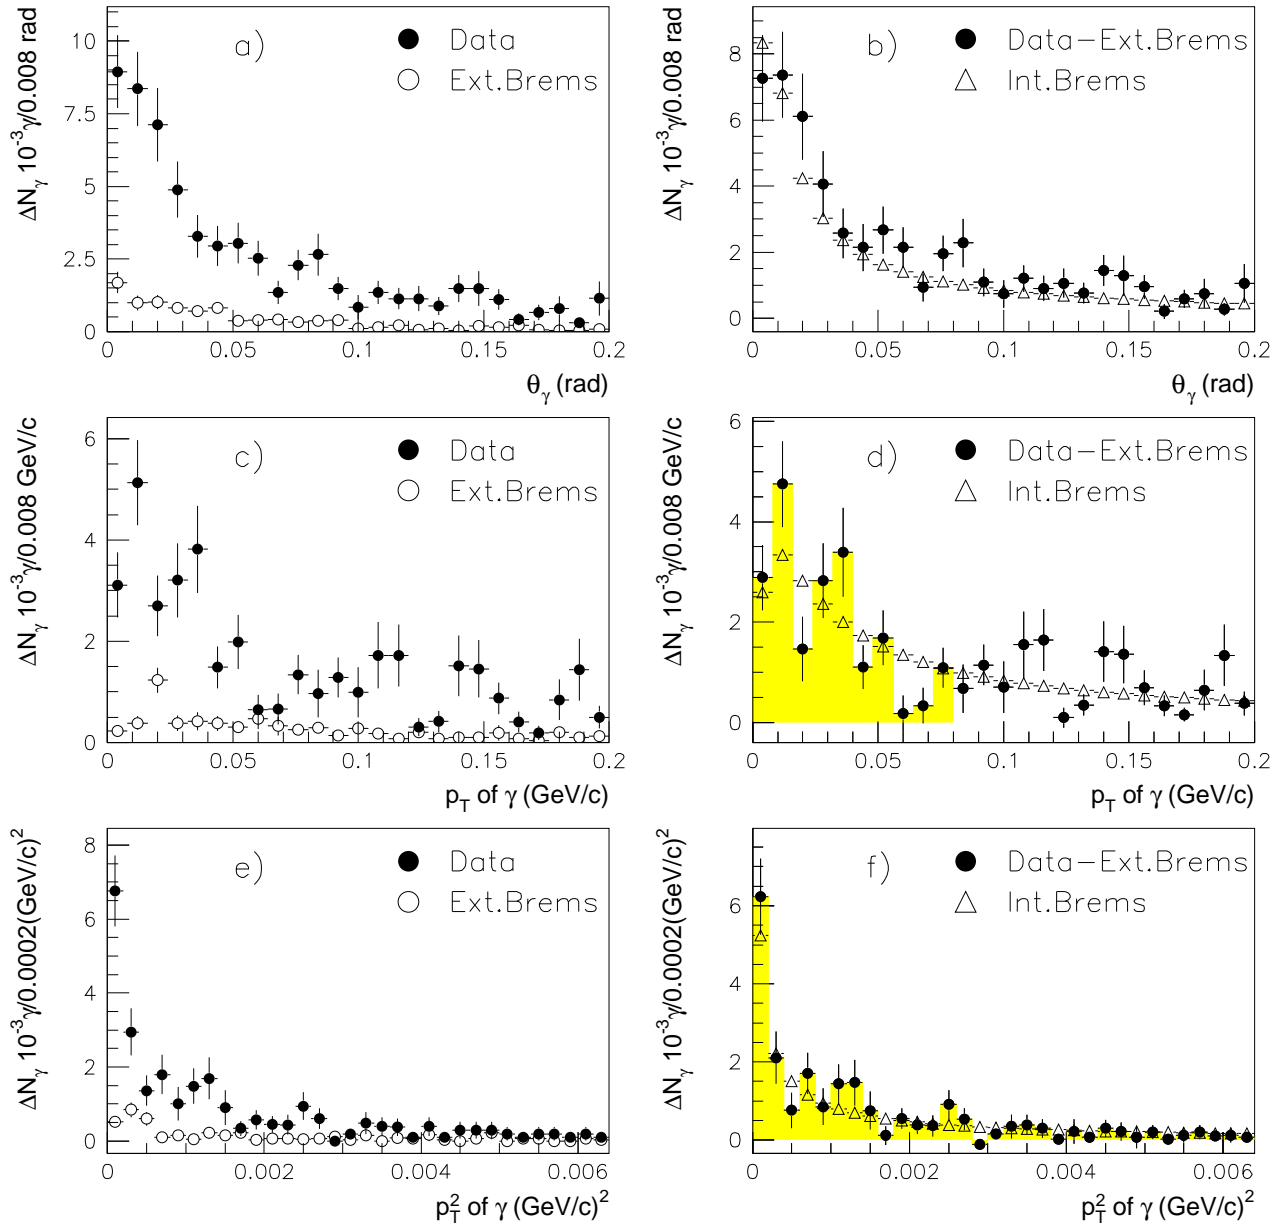 ΔN_γ 10⁻³γ/0.008 rad
a)
Data
Ext.Brems
10
7.5
5
2.5
0
0 0.05 0.1 0.15 0.2
θ_γ (rad)
ΔN_γ 10⁻³γ/0.008 rad
b)
Data-Ext.Brems
Int.Brems
8
6
4
2
0
0 0.05 0.1 0.15 0.2
θ_γ (rad)
ΔN_γ 10⁻³γ/0.008 GeV/c
c)
Data
Ext.Brems
6
4
2
0
0 0.05 0.1 0.15 0.2
p_T of γ (GeV/c)
ΔN_γ 10⁻³γ/0.008 GeV/c
d)
Data-Ext.Brems
Int.Brems
6
4
2
0
0 0.05 0.1 0.15 0.2
p_T of γ (GeV/c)
ΔN_γ 10⁻³γ/0.0002(GeV/c)²
e)
Data
Ext.Brems
8
6
4
2
0
0 0.002 0.004 0.006
p_T² of γ (GeV/c)²
ΔN_γ 10⁻³γ/0.0002(GeV/c)²
f)
Data-Ext.Brems
Int.Brems
6
4
2
0
0 0.002 0.004 0.006
p_T² of γ (GeV/c)²